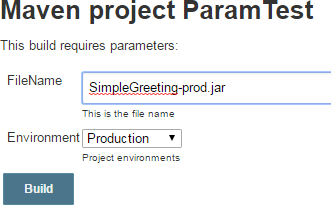 Maven project ParamTest
This build requires parameters:
FileName SimpleGreeting-prod.jar
This is the file name
Environment Production
Project environments
Build